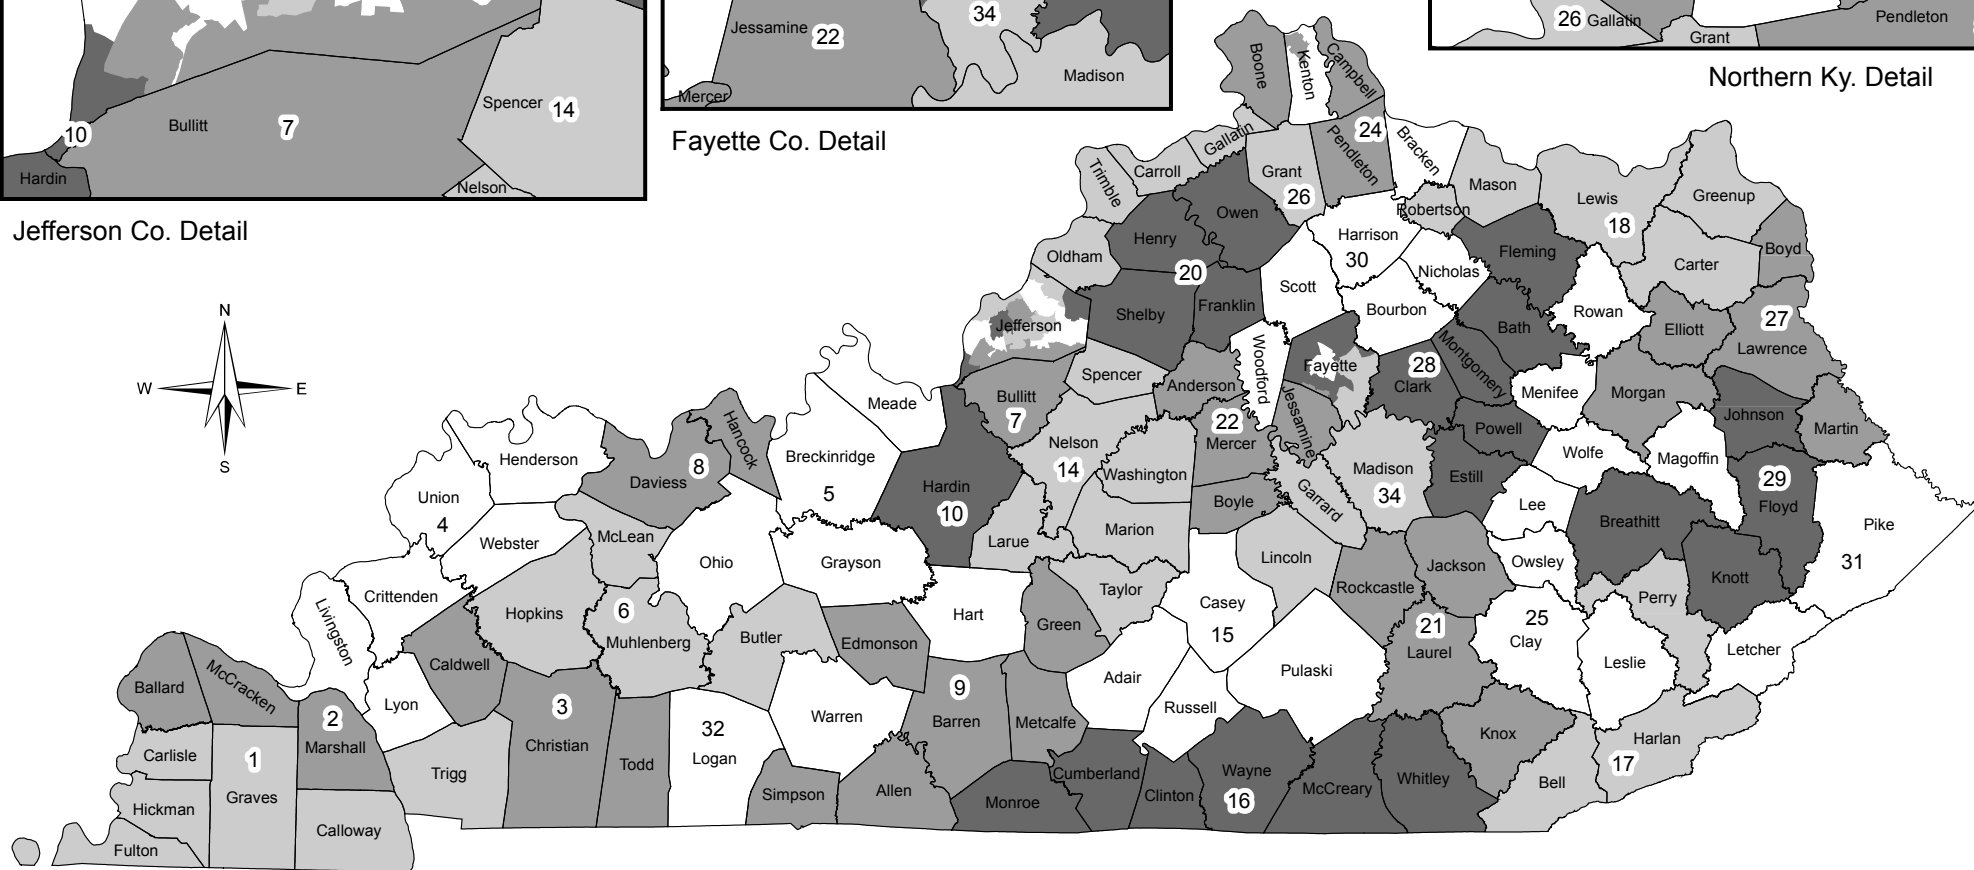 Jessamine 22
34
Madison
Mercer
26 Gallatin
Grant
Pendleton
Northern Ky. Detail
Spencer 14
Bullitt
7
10
Hardin
Nelson
Fayette Co. Detail
Jefferson Co. Detail
N
W
E
S
Boone
Kenton
Campbell
24
Pendleton
Bracken
Gallatin
Carroll
Trimble
Grant
26
Mason
Lewis
18
Greenup
Robertson
Owen
Henry
Harrison
30
Fleming
Boyd
Carter
Oldham
20
Nicholas
Scott
Franklin
Bourbon
Rowan
Shelby
Jefferson
Bath
Elliott
27
Lawrence
Woodford
Montgomery
Fayette
28
Clark
Spencer
Anderson
Menifee
Morgan
Bullitt
7
Meade
Jessamine
22
Mercer
Johnson
Martin
Powell
Hancock
Nelson
14
Washington
Breckinridge
5
Henderson
8
Daviess
Madison
34
Wolfe
Magoffin
Estill
29
Floyd
Hardin
10
Union
4
Garrard
Boyle
Lee
Breathitt
Pike
31
Webster
McLean
Larue
Marion
Lincoln
Ohio
Grayson
Owsley
Jackson
Rockcastle
Knott
Crittenden
Taylor
Perry
Hopkins
6
Muhlenberg
Hart
Casey
15
Livingston
Green
25
Clay
21
Laurel
Butler
Edmonson
Letcher
Leslie
Caldwell
Pulaski
Adair
Ballard
McCracken
9
Barren
Lyon
3
Christian
Russell
Warren
2
Marshall
Metcalfe
32
Logan
Knox
Harlan
17
Carlisle
1
Graves
Todd
Trigg
Cumberland
Wayne
16
Whitley
Bell
McCreary
Allen
Simpson
Clinton
Monroe
Hickman
Calloway
Fulton